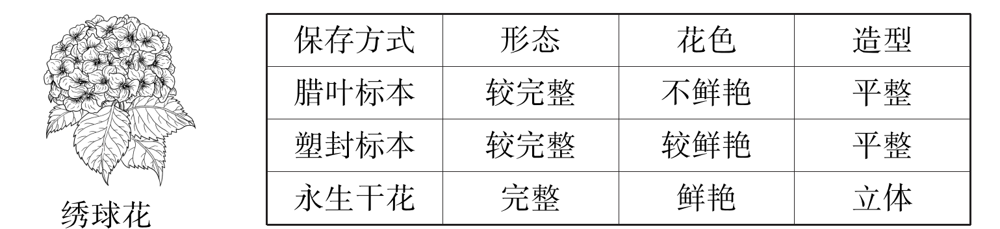 保存方式 形态 花色 造型
腊叶标本 较完整 不鲜艳 平整
塑封标本 较完整 较鲜艳 平整
永生干花 完整 鲜艳 立体
绣球花